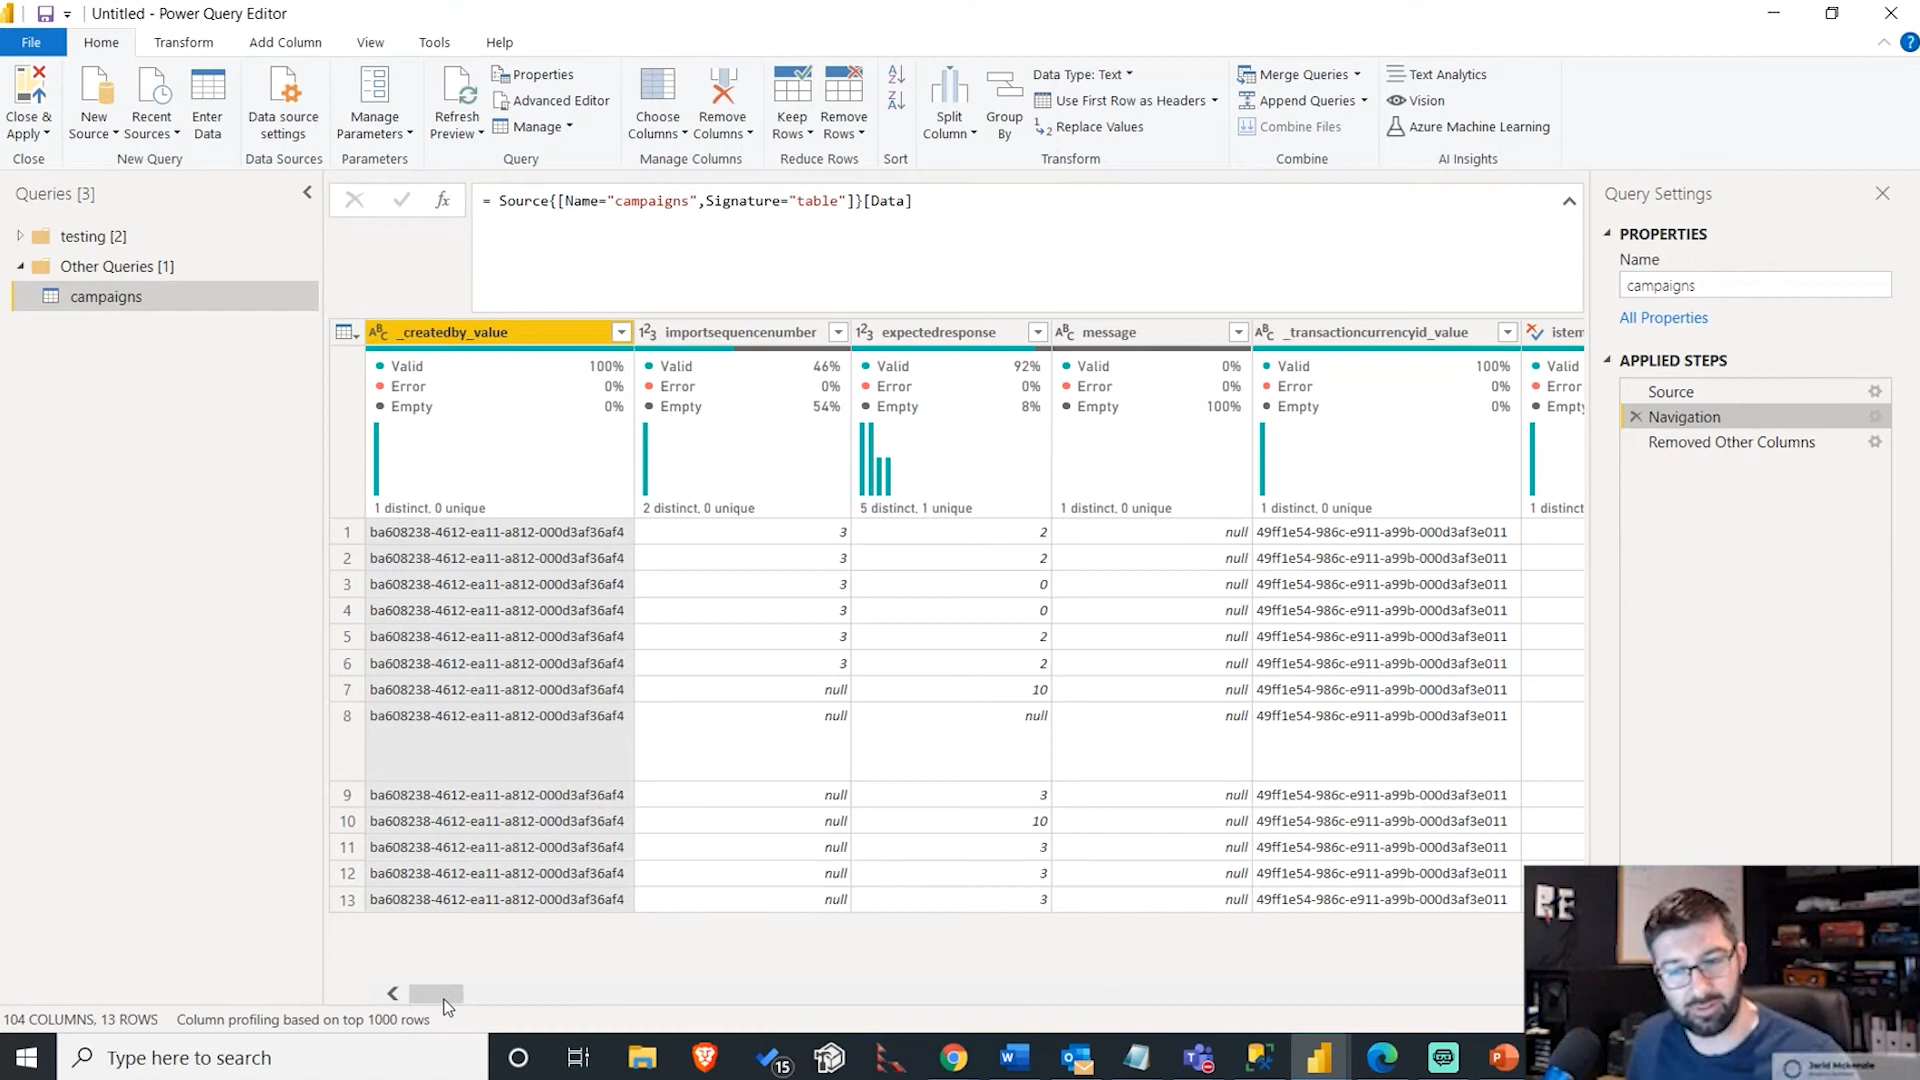 Untitled - Power Query Editor
File Home Transform Add Column View Tools Help
Close & Apply
New Source
Recent Sources
Enter Data
Data source settings
Manage Parameters
Refresh Preview
Properties
Advanced Editor
Manage
Choose Columns
Remove Columns
Keep Rows
Remove Rows
Split Column
Group By
Data Type: Text
Use First Row as Headers
Replace Values
Merge Queries
Append Queries
Combine Files
Text Analytics
Vision
Azure Machine Learning
Close New Query Data Sources Parameters Query Manage Columns Reduce Rows Sort Transform Combine AI Insights
Queries [3]
testing [2]
Other Queries [1]
campaigns
fx = Source{[Name="campaigns",Signature="table"]}[Data]
ABC _createdby_value 123 importsequencenumber 123 expectedresponse ABC message ABC _transactioncurrencyid_value istem
Valid 100% Valid 46% Valid 92% Valid 0% Valid 100% Valid
Error 0% Error 0% Error 0% Error 0% Error 0% Error
Empty 0% Empty 54% Empty 8% Empty 100% Empty 0% Empty
1 distinct, 0 unique 2 distinct, 0 unique 5 distinct, 1 unique 1 distinct, 0 unique 1 distinct, 0 unique 1 distinct
1 ba608238-4612-ea11-a812-000d3af36af4 3 2 null 49ff1e54-986c-e911-a99b-000d3af3e011
2 ba608238-4612-ea11-a812-000d3af36af4 3 2 null 49ff1e54-986c-e911-a99b-000d3af3e011
3 ba608238-4612-ea11-a812-000d3af36af4 3 0 null 49ff1e54-986c-e911-a99b-000d3af3e011
4 ba608238-4612-ea11-a812-000d3af36af4 3 0 null 49ff1e54-986c-e911-a99b-000d3af3e011
5 ba608238-4612-ea11-a812-000d3af36af4 3 2 null 49ff1e54-986c-e911-a99b-000d3af3e011
6 ba608238-4612-ea11-a812-000d3af36af4 3 2 null 49ff1e54-986c-e911-a99b-000d3af3e011
7 ba608238-4612-ea11-a812-000d3af36af4 null 10 null 49ff1e54-986c-e911-a99b-000d3af3e011
8 ba608238-4612-ea11-a812-000d3af36af4 null null null 49ff1e54-986c-e911-a99b-000d3af3e011
9 ba608238-4612-ea11-a812-000d3af36af4 null 3 null 49ff1e54-986c-e911-a99b-000d3af3e011
10 ba608238-4612-ea11-a812-000d3af36af4 null 10 null 49ff1e54-986c-e911-a99b-000d3af3e011
11 ba608238-4612-ea11-a812-000d3af36af4 null 3 null 49ff1e54-986c-e911-a99b-000d3af3e011
12 ba608238-4612-ea11-a812-000d3af36af4 null 3 null 49ff1e54-986c-e911-a99b-000d3af3e011
13 ba608238-4612-ea11-a812-000d3af36af4 null 3 null 49ff1e54-986c-e911-a99b-000d3af3e011
Query Settings
PROPERTIES
Name
campaigns
All Properties
APPLIED STEPS
Source
Navigation
Removed Other Columns
104 COLUMNS, 13 ROWS Column profiling based on top 1000 rows
Type here to search
15
Jarid McKenzie